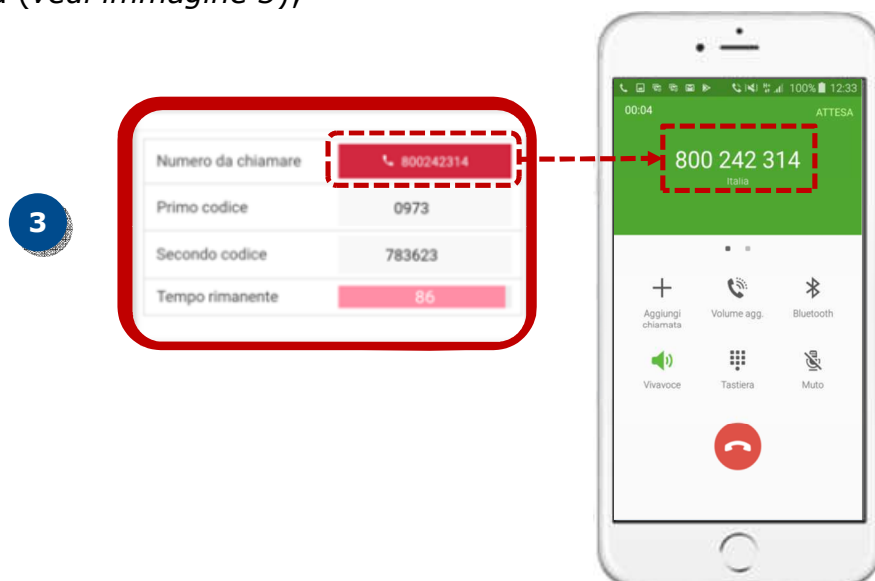 (vedi immagine 3);
3
Numero da chiamare 800242314
Primo codice 0973
Secondo codice 783623
Tempo rimanente 86
100% 12:33
00:04 ATTESA
800 242 314
Italia
Aggiungi chiamata
Volume agg.
Bluetooth
Vivavoce
Tastiera
Muto